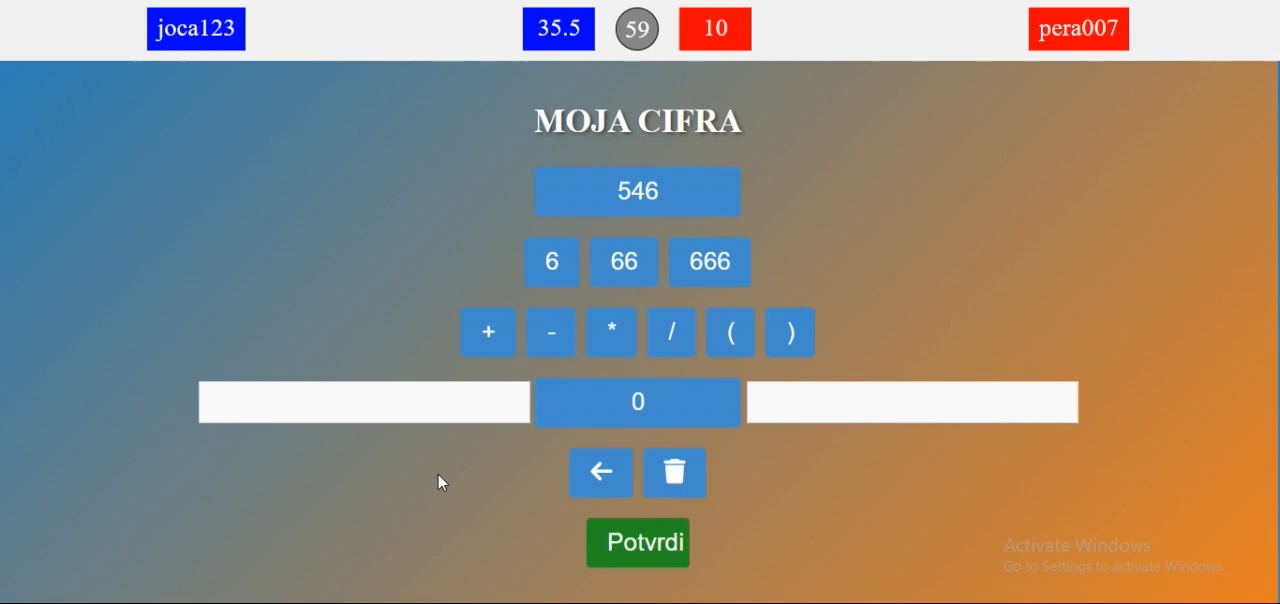 joca123 35.5 59 10 pera007
MOJA CIFRA
546
6 66 666
+ - * / ( )
0
Potvrdi
Activate Windows
Go to Settings to activate Windows.